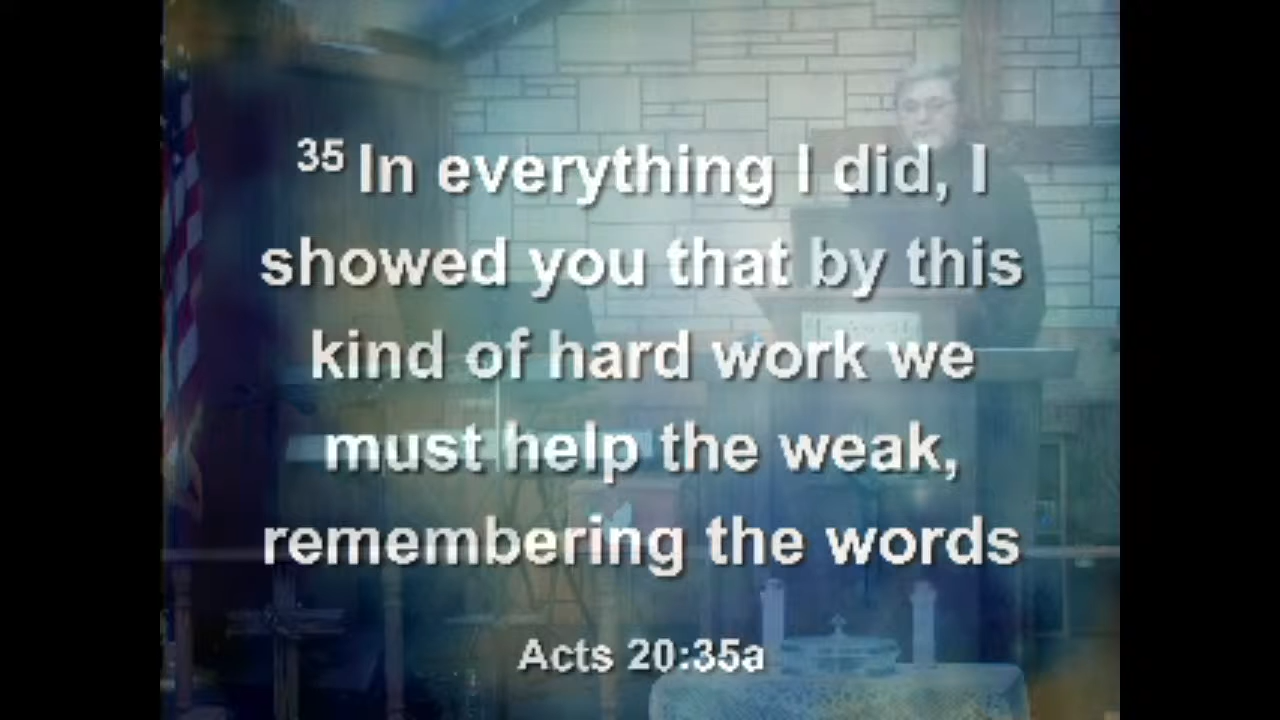 35 In everything I did, I
showed you that by this
kind of hard work we
must help the weak,
remembering the words
Acts 20:35a